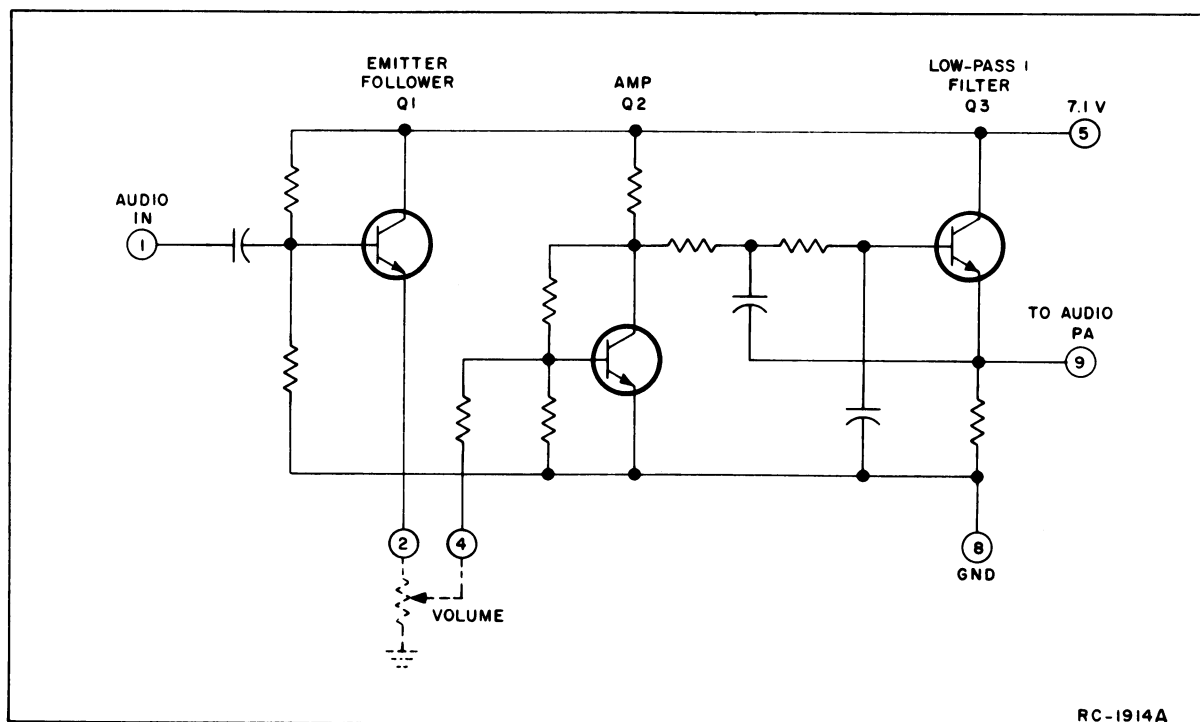 EMITTER
FOLLOWER
Q1
AMP
Q2
LOW-PASS 1
FILTER
Q3
7.1 V
5
AUDIO
IN
1
TO AUDIO
PA
9
2
4
8
GND
VOLUME
RC-1914A